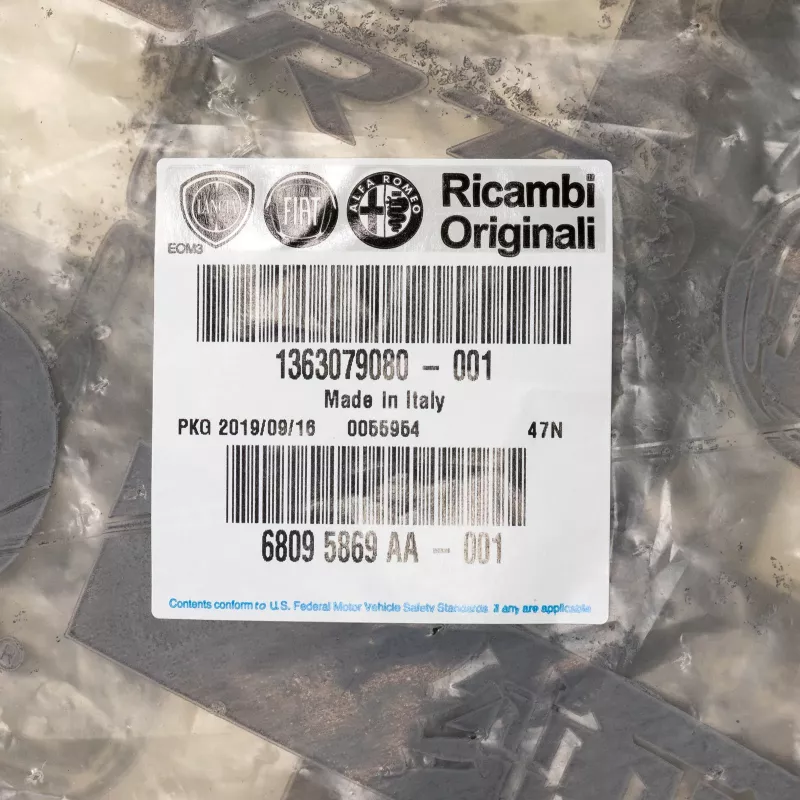 LANCIA FIAT ALFA ROMEO Ricambi
Originali
EOM3
1363079080 - 001
Made in Italy
PKG 2019/09/16 0055954 47N
6809 5869 AA - 001
Contents conform to U.S. Federal Motor Vehicle Safety Standards if any are applicable